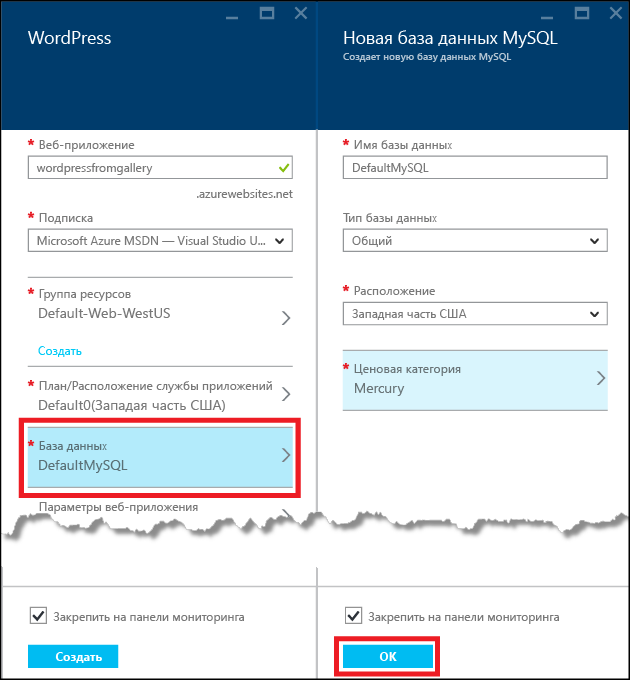 WordPress
Веб-приложение
wordpressfromgallery
.azurewebsites.net
Подписка
Microsoft Azure MSDN — Visual Studio U...
Группа ресурсов
Default-Web-WestUS
Создать
План/Расположение службы приложений
Default0(Западая часть США)
База данных
DefaultMySQL
Параметры веб-приложения
Закрепить на панели мониторинга
Создать
Новая база данных MySQL
Создает новую базу данных MySQL
Имя базы данных
DefaultMySQL
Тип базы данных
Общий
Расположение
Западная часть США
Ценовая категория
Mercury
Закрепить на панели мониторинга
OK